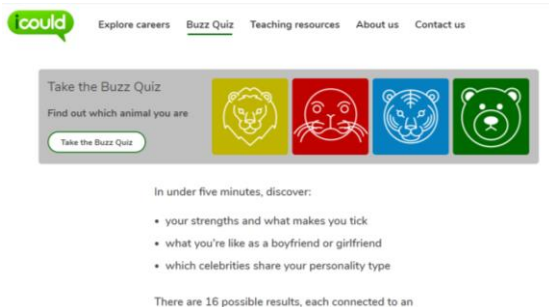 icould
Explore careers Buzz Quiz Teaching resources About us Contact us
Take the Buzz Quiz
Find out which animal you are
Take the Buzz Quiz
In under five minutes, discover:
• your strengths and what makes you tick
• what you're like as a boyfriend or girlfriend
• which celebrities share your personality type
There are 16 possible results, each connected to an